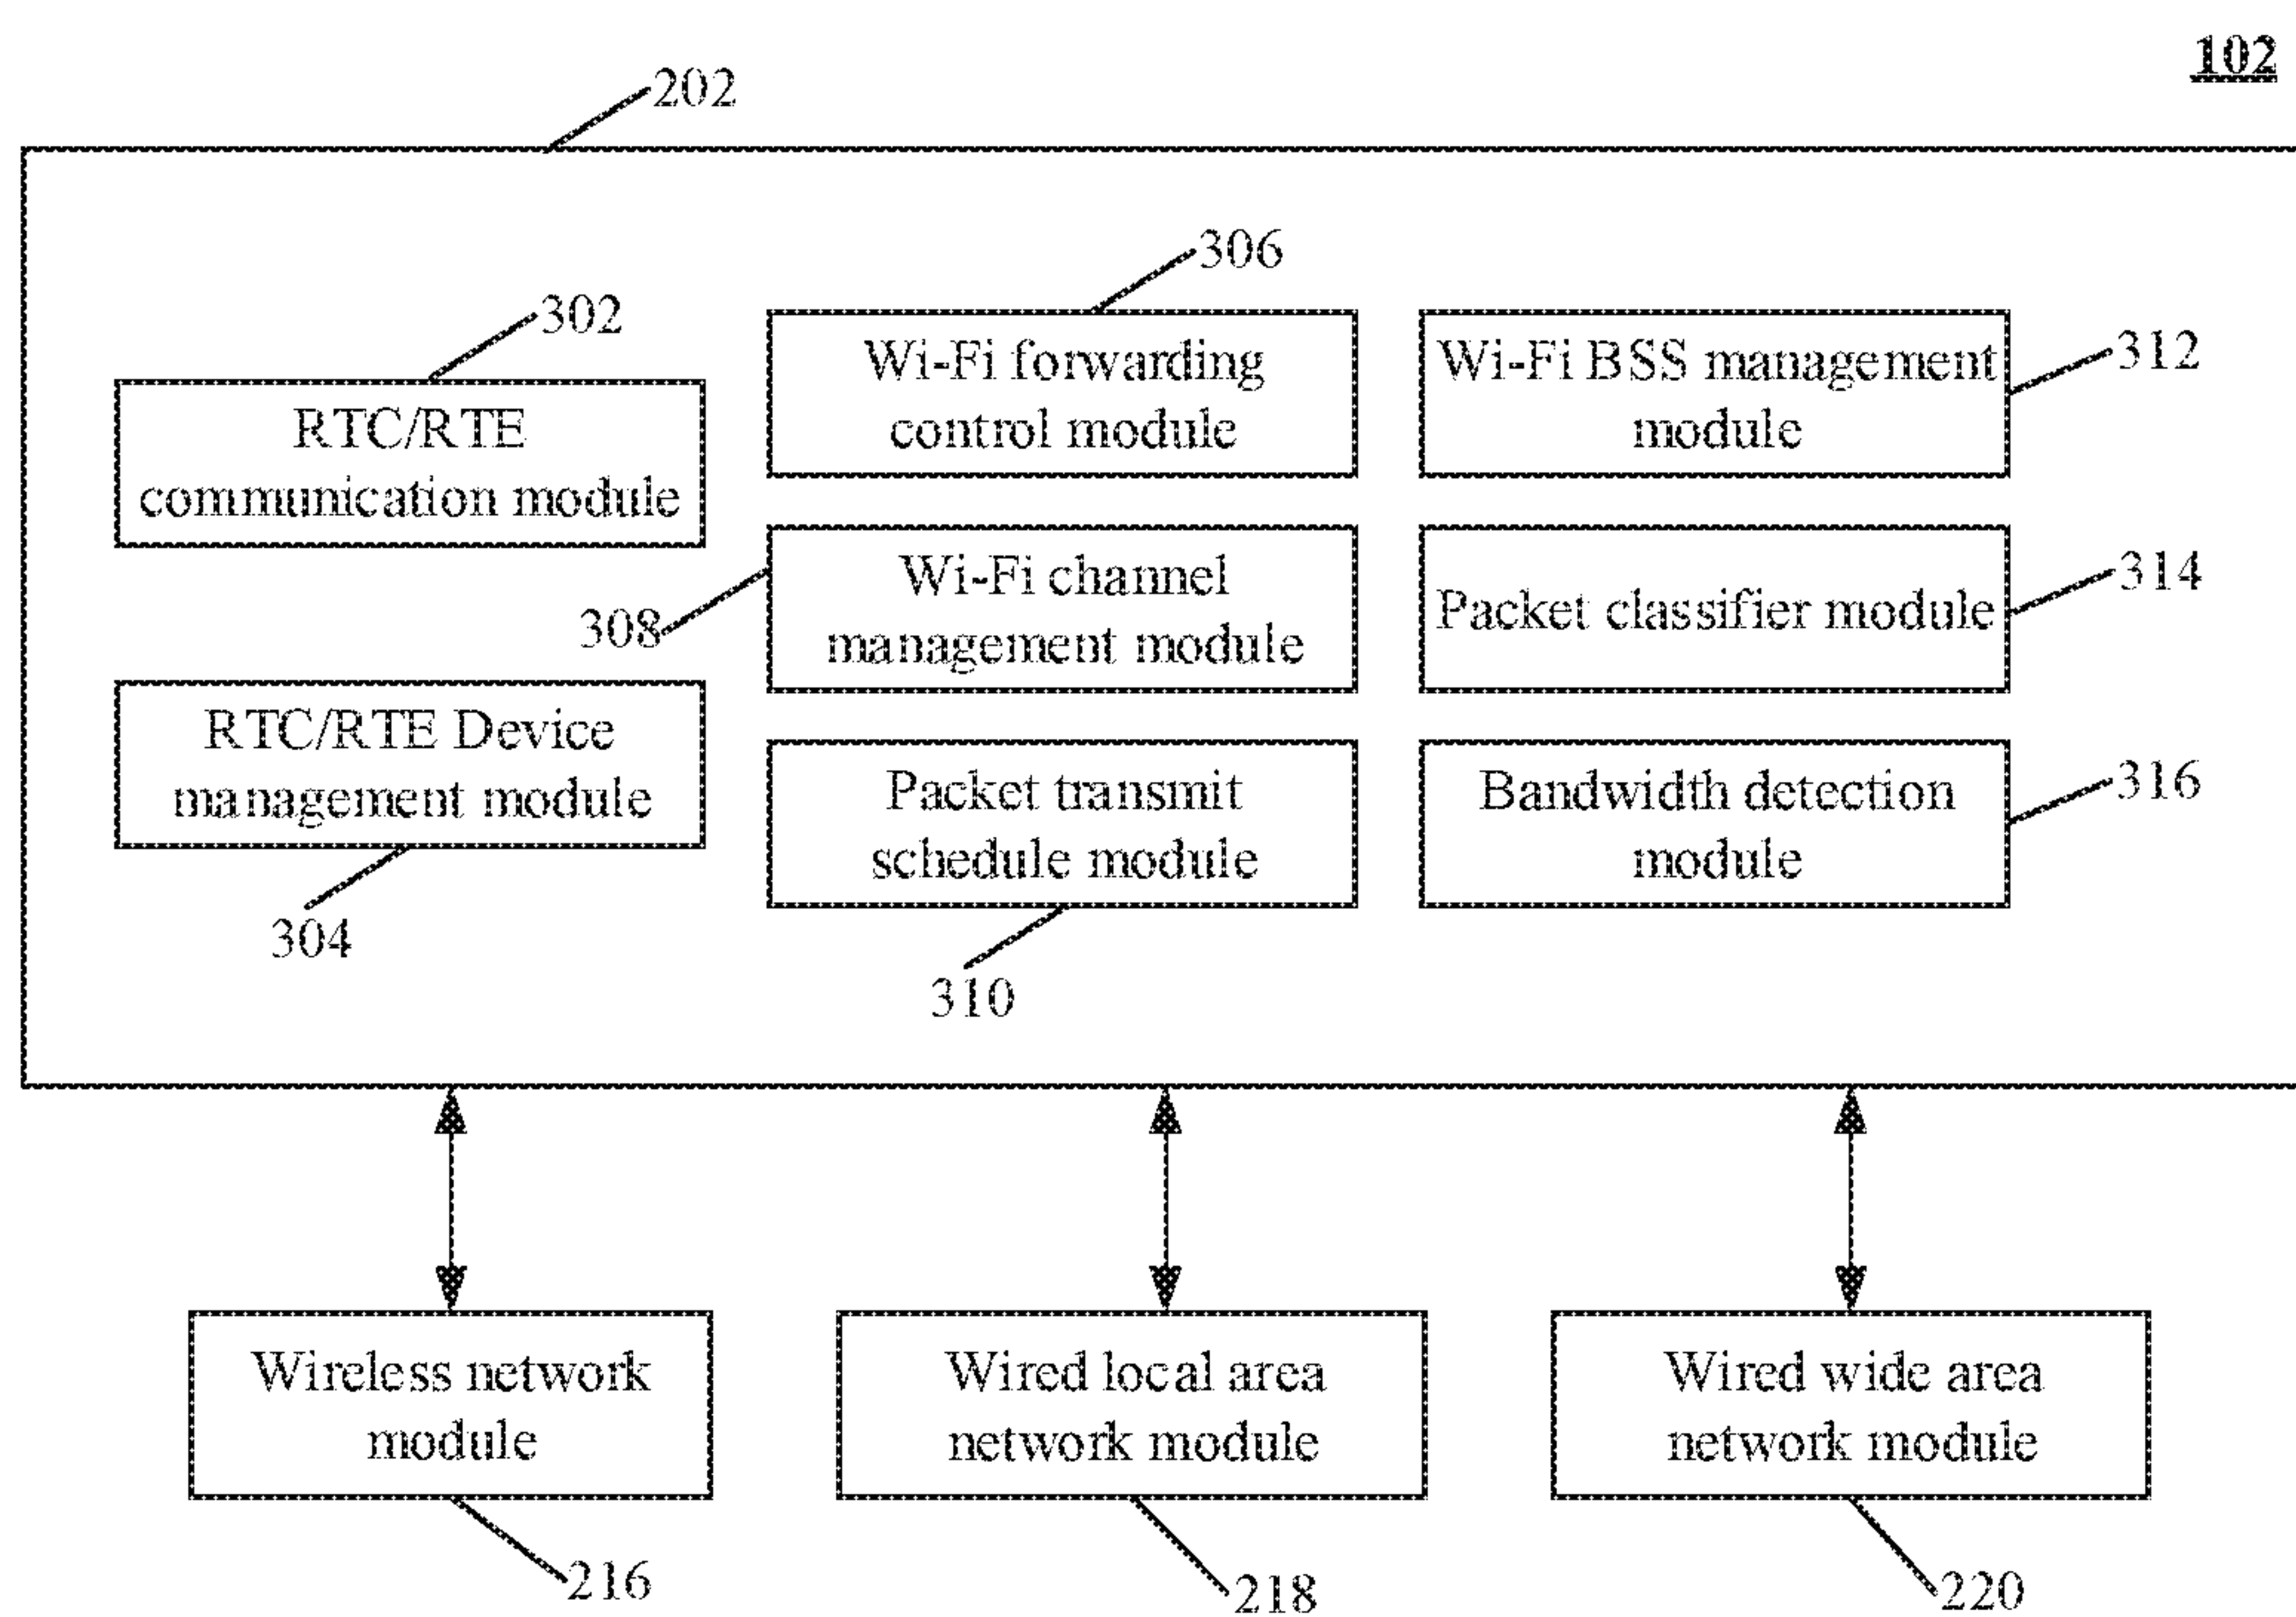 102
202
306
302
Wi-Fi forwarding
control module
Wi-Fi BSS management
module
312
RTC/RTE
communication module
308
Wi-Fi channel
management module
Packet classifier module
314
RTC/RTE Device
management module
304
Packet transmit
schedule module
310
Bandwidth detection
module
316
Wireless network
module
Wired local area
network module
Wired wide area
network module
216
218
220